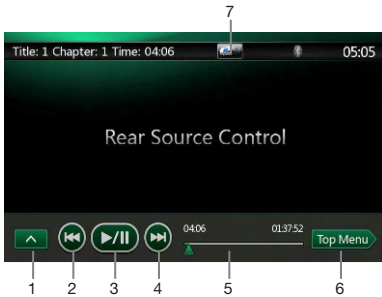 7
Title: 1 Chapter: 1 Time: 04:06
05:05
Rear Source Control
04:06
01:37:52
Top Menu
1 2 3 4 5 6